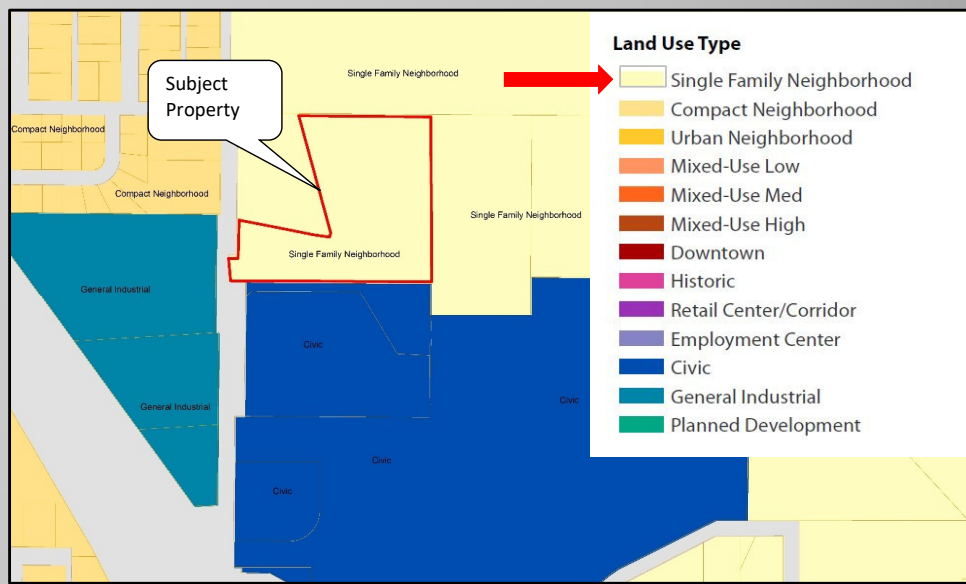 Single Family Neighborhood
Subject
Property
Compact Neighborhood
Compact Neighborhood
Single Family Neighborhood
Single Family Neighborhood
General Industrial
Civic
General Industrial
Civic
Civic
Civic
Land Use Type
Single Family Neighborhood
Compact Neighborhood
Urban Neighborhood
Mixed-Use Low
Mixed-Use Med
Mixed-Use High
Downtown
Historic
Retail Center/Corridor
Employment Center
Civic
General Industrial
Planned Development